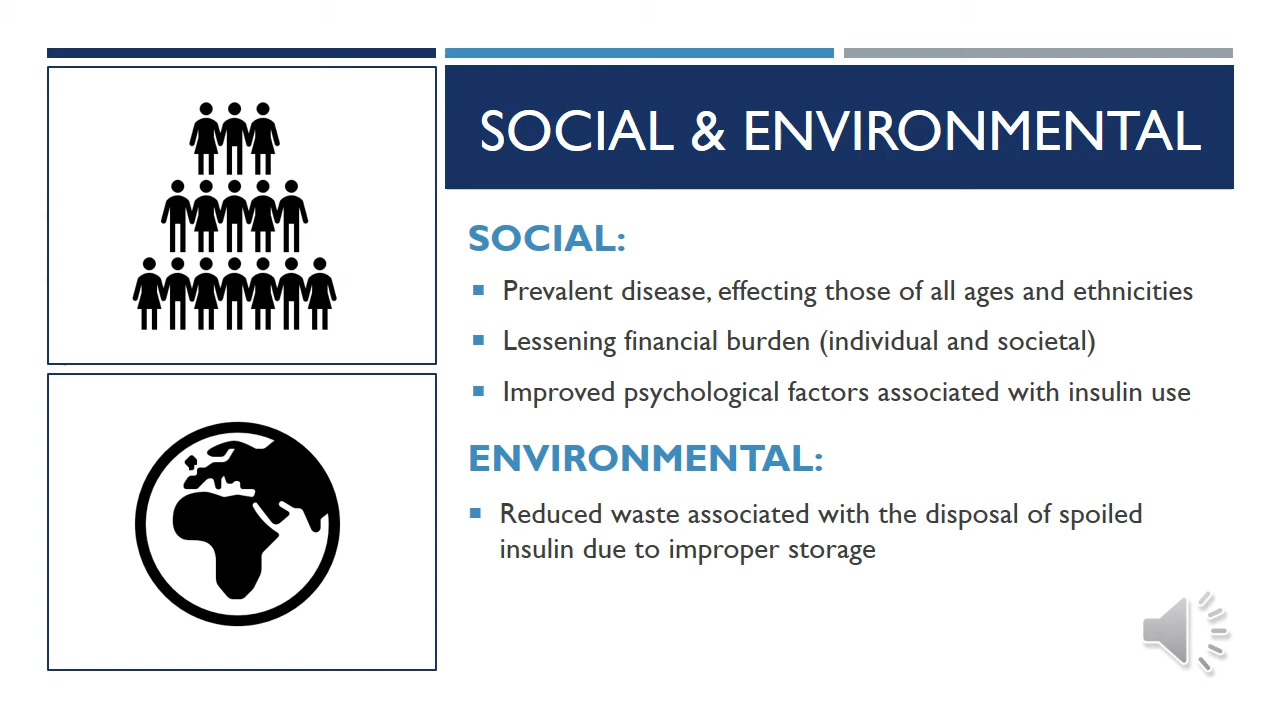 SOCIAL & ENVIRONMENTAL
SOCIAL:
Prevalent disease, effecting those of all ages and ethnicities
Lessening financial burden (individual and societal)
Improved psychological factors associated with insulin use
ENVIRONMENTAL:
Reduced waste associated with the disposal of spoiled
insulin due to improper storage